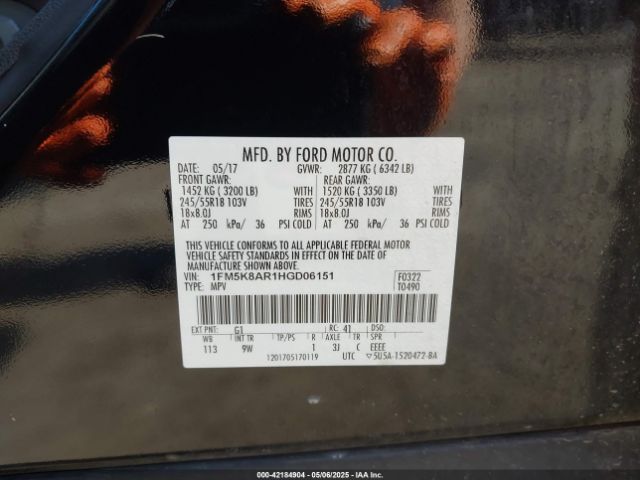 MFD. BY FORD MOTOR CO.
DATE: 05/17 GVWR: 2877 KG ( 6342 LB)
FRONT GAWR: REAR GAWR:
1452 KG ( 3200 LB) WITH 1520 KG ( 3350 LB) WITH
245/55R18 103V TIRES 245/55R18 103V TIRES
18x8.0J RIMS 18x8.0J RIMS
AT 250 kPa/ 36 PSI COLD AT 250 kPa/ 36 PSI COLD
THIS VEHICLE CONFORMS TO ALL APPLICABLE FEDERAL MOTOR
VEHICLE SAFETY STANDARDS IN EFFECT ON THE DATE OF
MANUFACTURE SHOWN ABOVE.
VIN: 1FM5K8AR1HGD06151 F0322
TYPE: MPV T0490
EXT PNT: G1 RC: 41 DSO:
WB INT TR TP/PS R AXLE TR SPR
113 9W 1 3J C EEEE
1201705170119 UTC ▽5U5A-1520472-BA
000-42184904 - 05/06/2025 - IAA Inc.